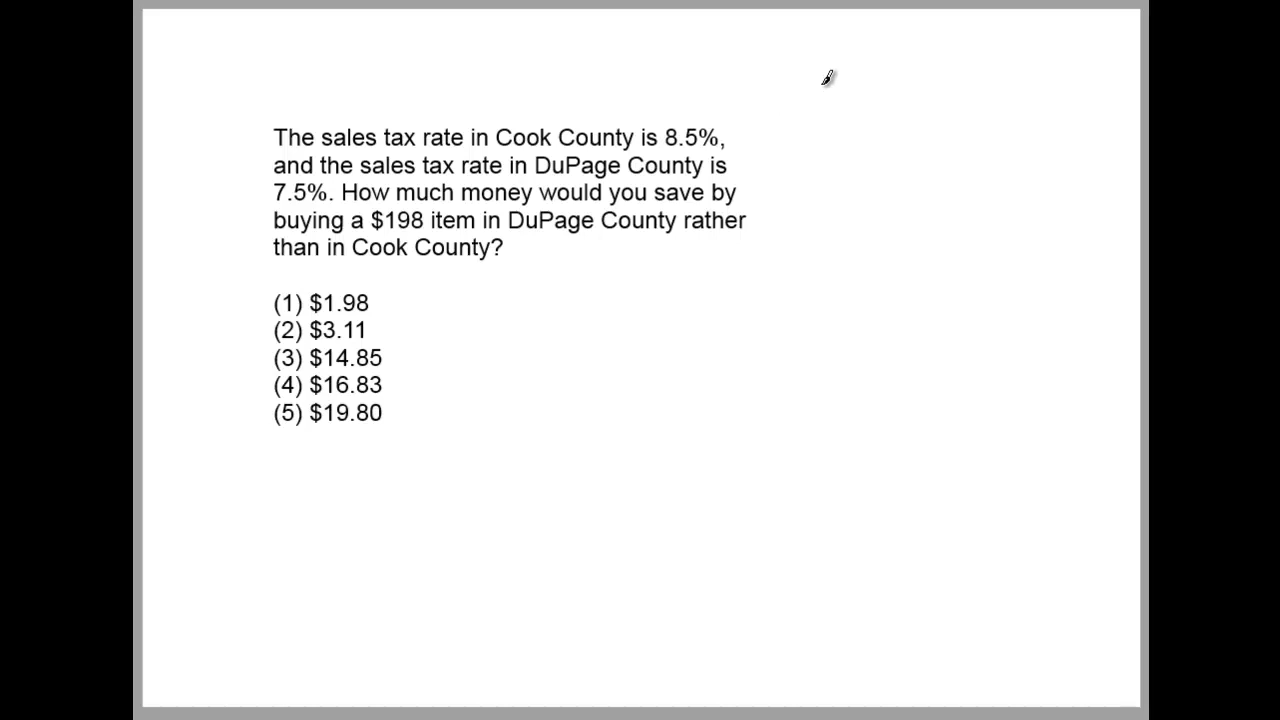 The sales tax rate in Cook County is 8.5%,
and the sales tax rate in DuPage County is
7.5%. How much money would you save by
buying a $198 item in DuPage County rather
than in Cook County?
(1) $1.98
(2) $3.11
(3) $14.85
(4) $16.83
(5) $19.80